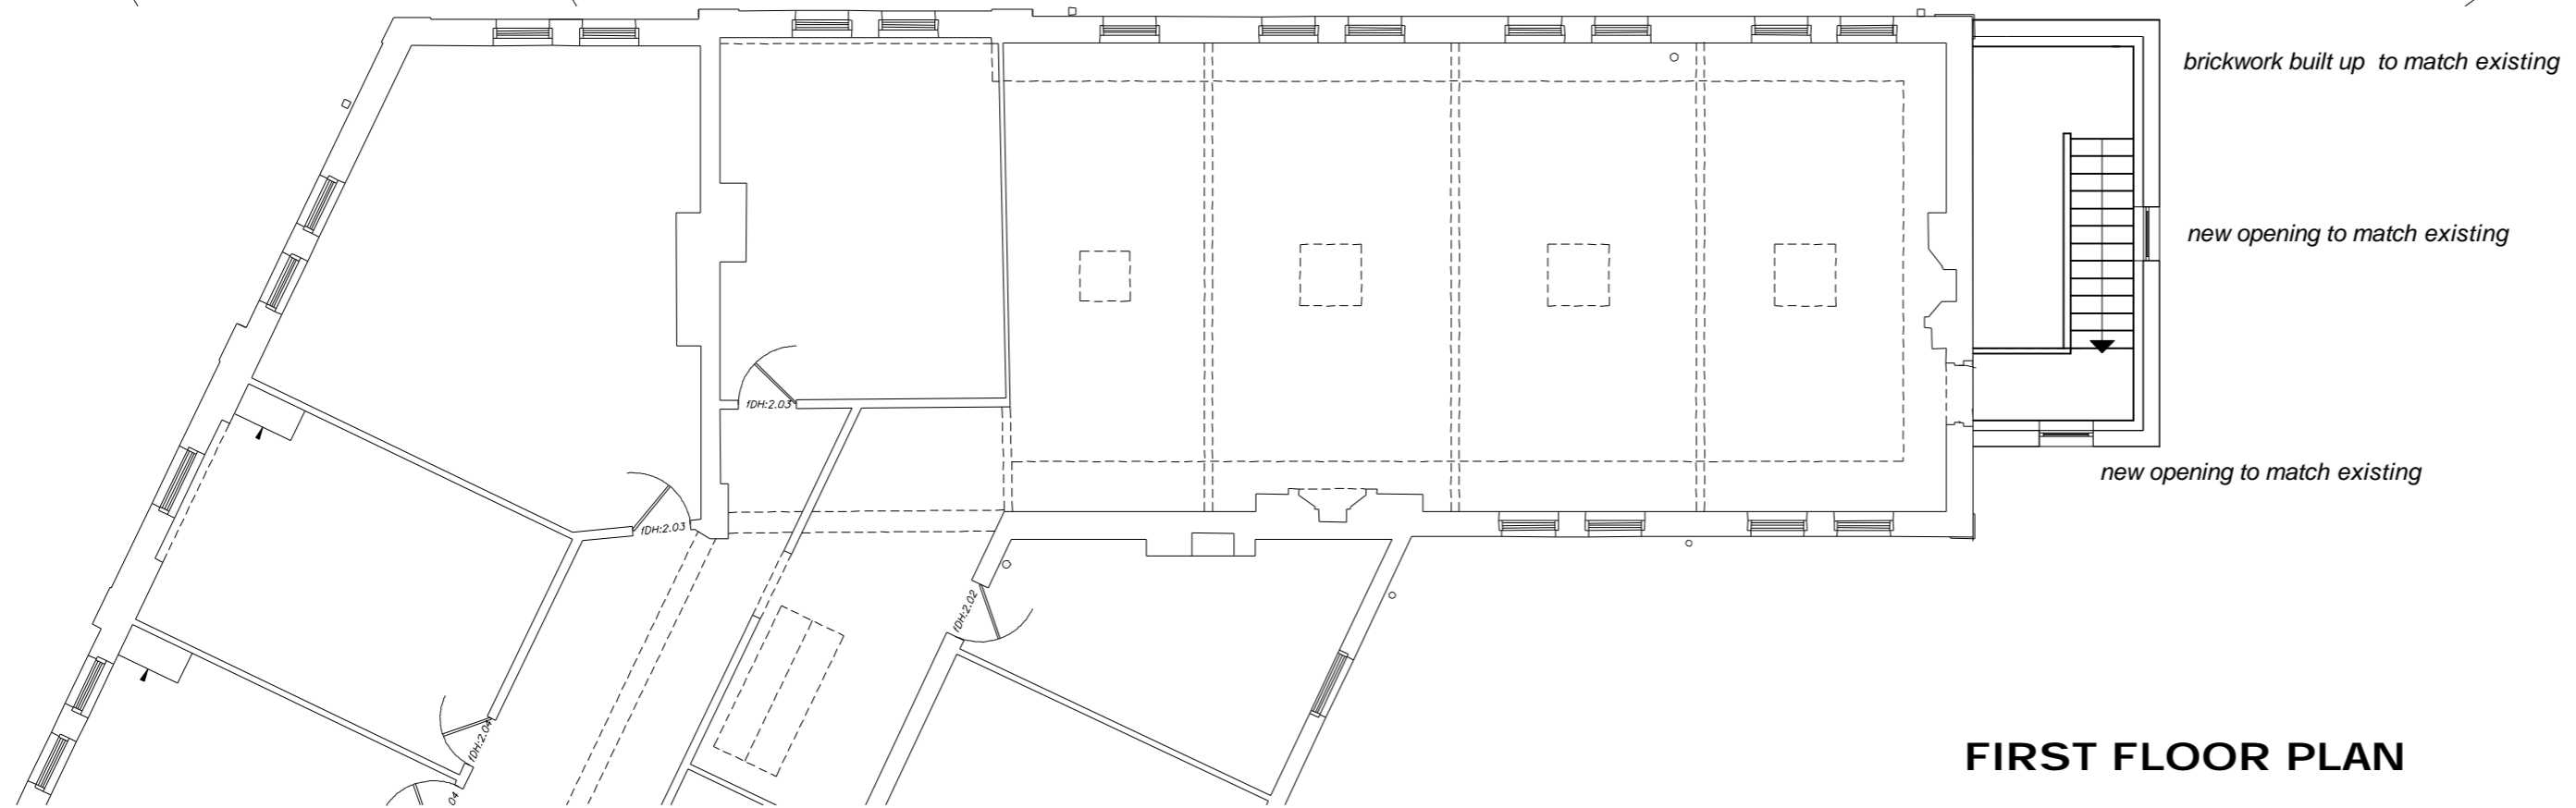 brickwork built up to match existing
new opening to match existing
fDH:2.03
new opening to match existing
fDH:2.03
fDH:2.02
fDH:2.04
04
FIRST FLOOR PLAN